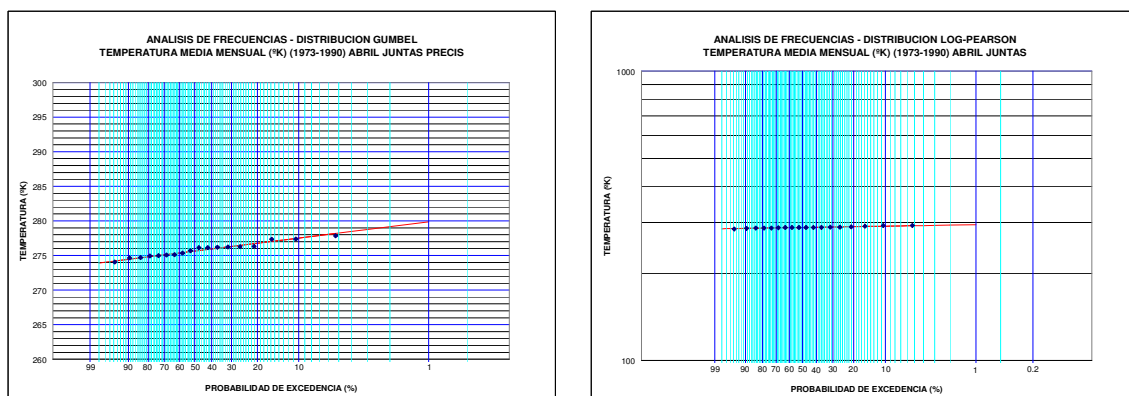 ANALISIS DE FRECUENCIAS - DISTRIBUCION GUMBEL
TEMPERATURA MEDIA MENSUAL (ºK) (1973-1990) ABRIL JUNTAS PRECIS
TEMPERATURA (ºK)
300
295
290
285
280
275
270
265
260
99 90 80 70 60 50 40 30 20 10 1
PROBABILIDAD DE EXCEDENCIA (%)
ANALISIS DE FRECUENCIAS - DISTRIBUCION LOG-PEARSON
TEMPERATURA MEDIA MENSUAL (ºK) (1973-1990) ABRIL JUNTAS
TEMPERATURA (ºK)
1000
100
99 90 80 70 60 50 40 30 20 10 1 0.2
PROBABILIDAD DE EXCEDENCIA (%)